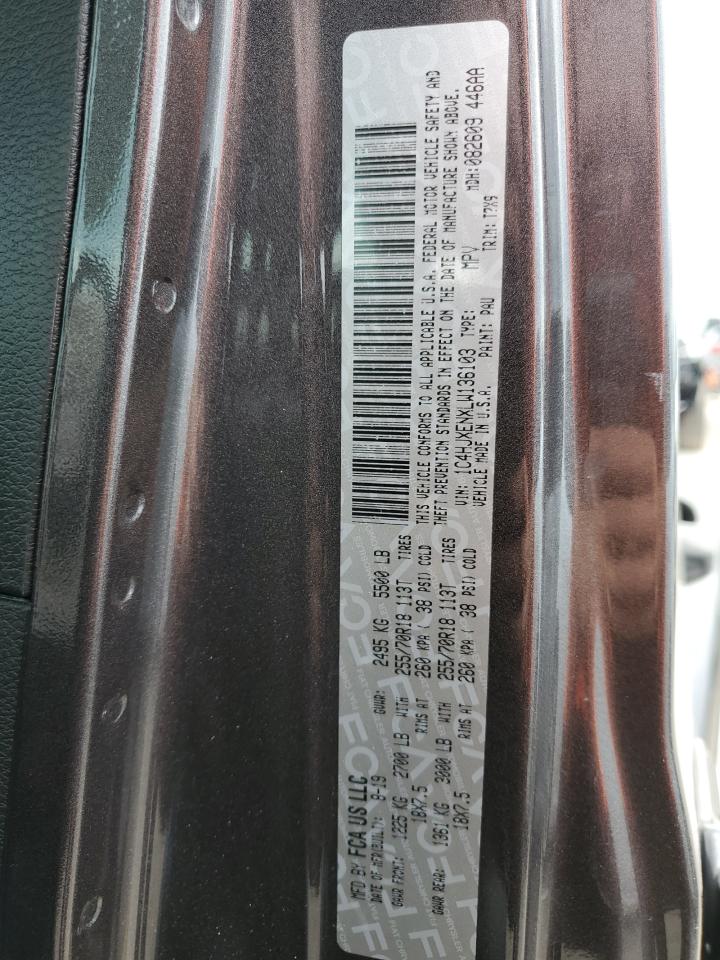 MFD BY FCA US LLC
DATE OF MFR(BUILT): 8-19 GVWR: 2495 KG 5500 LB
GAWR FRONT: 1225 KG 2700 LB WITH 255/70R18 113T TIRES
18X7.5 RIMS AT 260 KPA ( 38 PSI) COLD
GAWR REAR: 1361 KG 3000 LB WITH 255/70R18 113T TIRES
18X7.5 RIMS AT 260 KPA ( 38 PSI) COLD
THIS VEHICLE CONFORMS TO ALL APPLICABLE U.S.A. FEDERAL MOTOR VEHICLE SAFETY AND
THEFT PREVENTION STANDARDS IN EFFECT ON THE DATE OF MANUFACTURE SHOWN ABOVE.
VIN: 1C4HJXENXLW136103 TYPE: MPV MDH: 082609 446AA
VEHICLE MADE IN U.S.A. PAINT: PAU TRIM: T7X9